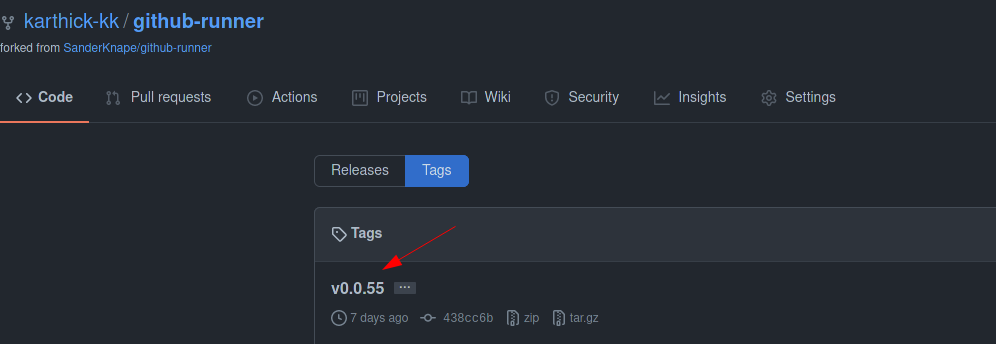 karthick-kk / github-runner
forked from SanderKnape/github-runner
Code Pull requests Actions Projects Wiki Security Insights Settings
Releases Tags
Tags
v0.0.55 ...
7 days ago 438cc6b zip tar.gz